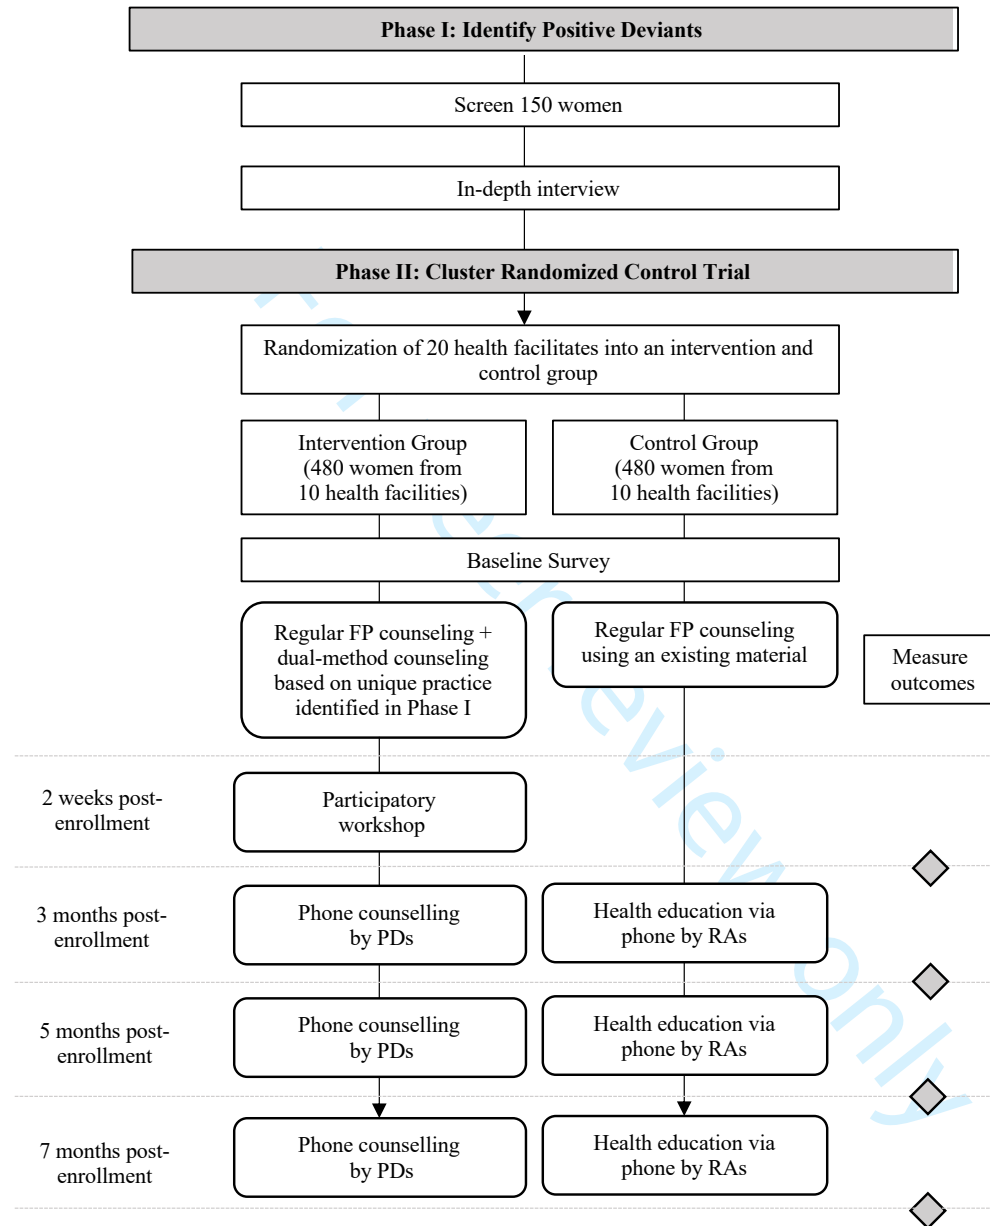 Phase I: Identify Positive Deviants
Screen 150 women
In-depth interview
Phase II: Cluster Randomized Control Trial
Randomization of 20 health facilitates into an intervention and
control group
Intervention Group
(480 women from
10 health facilities)
Control Group
(480 women from
10 health facilities)
Baseline Survey
Regular FP counseling +
dual-method counseling
based on unique practice
identified in Phase I
Regular FP counseling
using an existing material
Measure
outcomes
2 weeks post-
enrollment
Participatory
workshop
3 months post-
enrollment
Phone counselling
by PDs
Health education via
phone by RAs
5 months post-
enrollment
Phone counselling
by PDs
Health education via
phone by RAs
7 months post-
enrollment
Phone counselling
by PDs
Health education via
phone by RAs
For peer review only